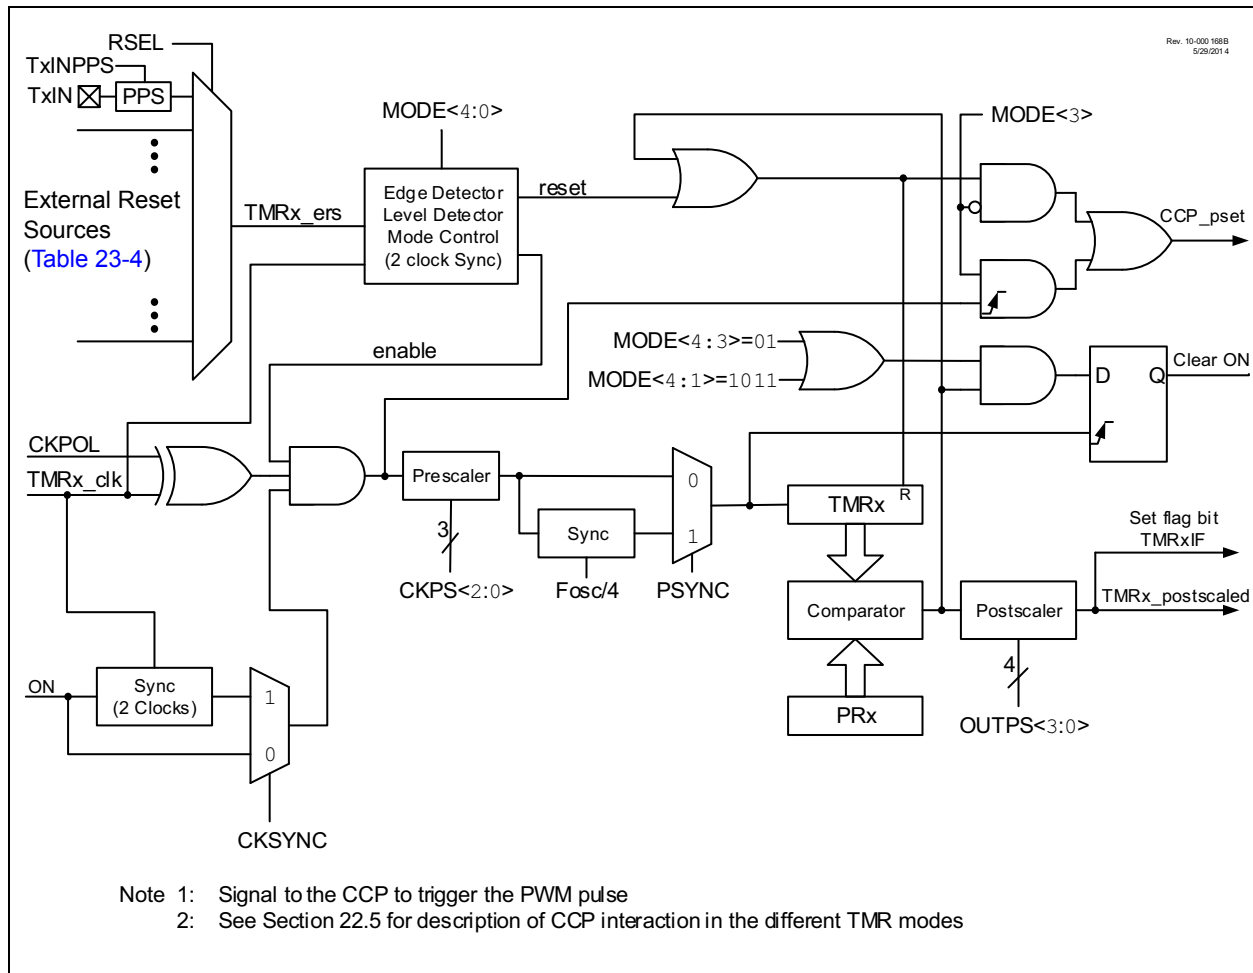 Rev. 10-000 168B
5/29/2014
RSEL
TxINPPS
TxIN
PPS
MODE<4:0>
MODE<3>
External Reset
Sources
(Table 23-4)
TMRx_ers
Edge Detector
Level Detector
Mode Control
(2 clock Sync)
reset
CCP_pset
enable
MODE<4:3>=01
MODE<4:1>=1011
D
Q
Clear ON
CKPOL
TMRx_clk
Prescaler
0
1
Sync
3
CKPS<2:0>
Fosc/4
PSYNC
TMRx
R
Set flag bit
TMRxIF
Comparator
Postscaler
TMRx_postscaled
4
PRx
OUTPS<3:0>
ON
Sync
(2 Clocks)
1
0
CKSYNC
Note 1: Signal to the CCP to trigger the PWM pulse
2: See Section 22.5 for description of CCP interaction in the different TMR modes